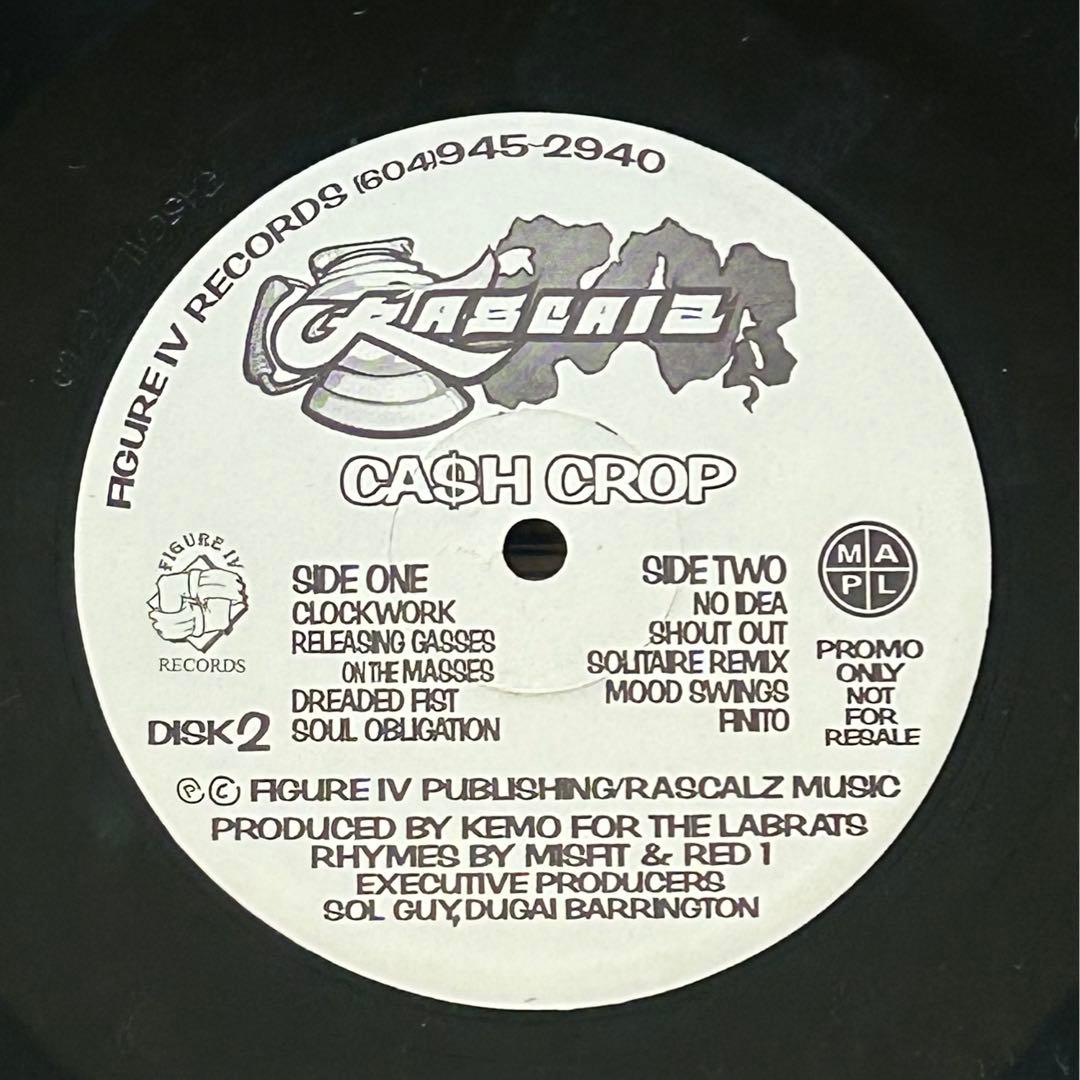 FIGURE IV RECORDS (604)945-2940
RASCALZ
CA$H CROP
FIGURE IV
RECORDS
DISK 2
SIDE ONE
CLOCKWORK
RELEASING GASSES
ON THE MASSES
DREADED FIST
SOUL OBLIGATION
SIDE TWO
NO IDEA
SHOUT OUT
SOLITAIRE REMIX
MOOD SWINGS
FINITO
M A
P L
PROMO
ONLY
NOT
FOR
RESALE
Ⓟ © FIGURE IV PUBLISHING/RASCALZ MUSIC
PRODUCED BY KEMO FOR THE LABRATS
RHYMES BY MISFIT & RED 1
EXECUTIVE PRODUCERS
SOL GUY, DUGAI BARRINGTON